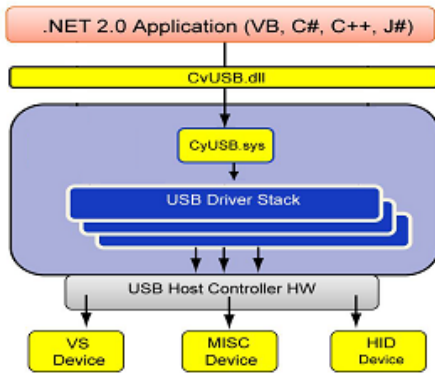 .NET 2.0 Application (VB, C#, C++, J#)
CyUSB.dll
CyUSB.sys
USB Driver Stack
USB Host Controller HW
VS
Device
MISC
Device
HID
Device